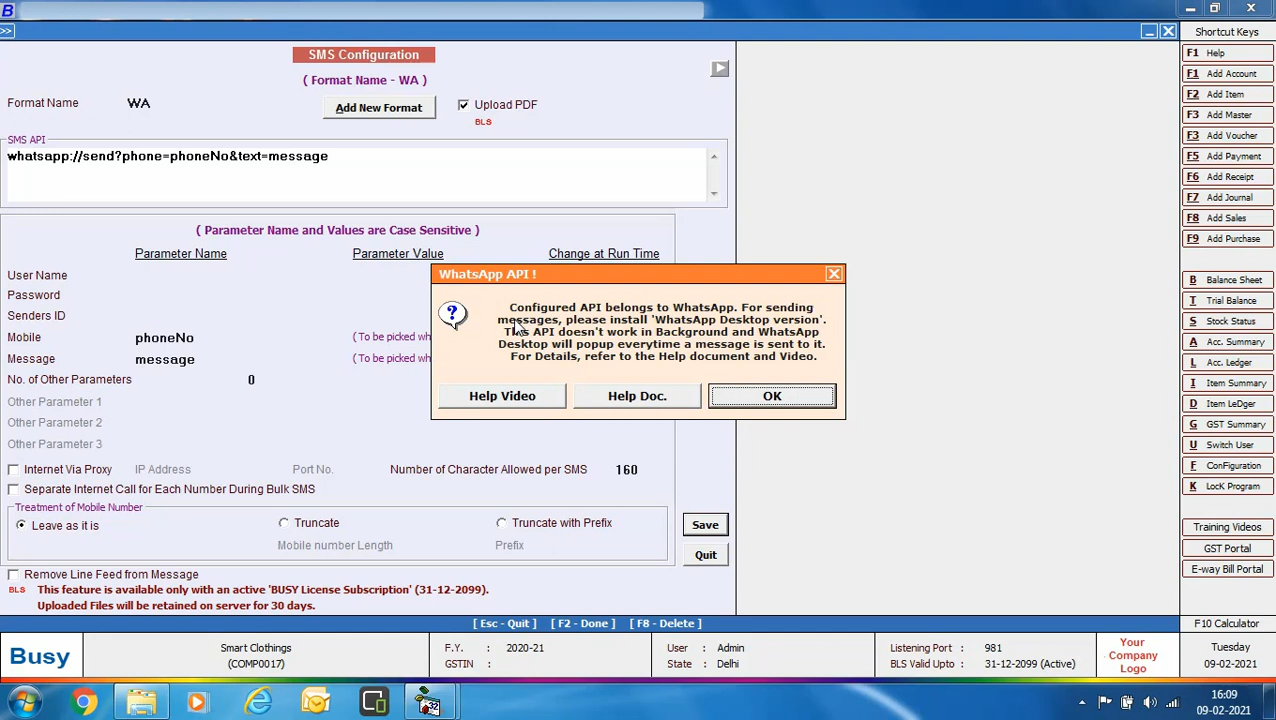 B
>>
SMS Configuration
( Format Name - WA )
Format Name WA
Add New Format
Upload PDF
BLS
SMS API
whatsapp://send?phone=phoneNo&text=message
( Parameter Name and Values are Case Sensitive )
Parameter Name Parameter Value Change at Run Time
User Name
Password
Senders ID
Mobile phoneNo (To be picked wh
Message message (To be picked wh
No. of Other Parameters 0
Other Parameter 1
Other Parameter 2
Other Parameter 3
Internet Via Proxy IP Address Port No. Number of Character Allowed per SMS 160
Separate Internet Call for Each Number During Bulk SMS
Treatment of Mobile Number
Leave as it is Truncate Truncate with Prefix
Mobile number Length Prefix
Save
Quit
Remove Line Feed from Message
BLS This feature is available only with an active 'BUSY License Subscription' (31-12-2099).
Uploaded Files will be retained on server for 30 days.
WhatsApp API !
Configured API belongs to WhatsApp. For sending
messages, please install 'WhatsApp Desktop version'.
API doesn't work in Background and WhatsApp
Desktop will popup everytime a message is sent to it.
For Details, refer to the Help document and Video.
Help Video Help Doc. OK
Shortcut Keys
F1 Help
F1 Add Account
F2 Add Item
F3 Add Master
F3 Add Voucher
F5 Add Payment
F6 Add Receipt
F7 Add Journal
F8 Add Sales
F9 Add Purchase
B Balance Sheet
T Trial Balance
S Stock Status
A Acc. Summary
L Acc. Ledger
I Item Summary
D Item LeDger
G GST Summary
U Switch User
F ConFiguration
K LocK Program
Training Videos
GST Portal
E-way Bill Portal
[ Esc - Quit ] [ F2 - Done ] [ F8 - Delete ]
F10 Calculator
Busy
Smart Clothings
(COMP0017)
F.Y. : 2020-21
GSTIN :
User : Admin
State : Delhi
Listening Port : 981
BLS Valid Upto : 31-12-2099 (Active)
Your
Company
Logo
Tuesday
09-02-2021
32
16:09
09-02-2021